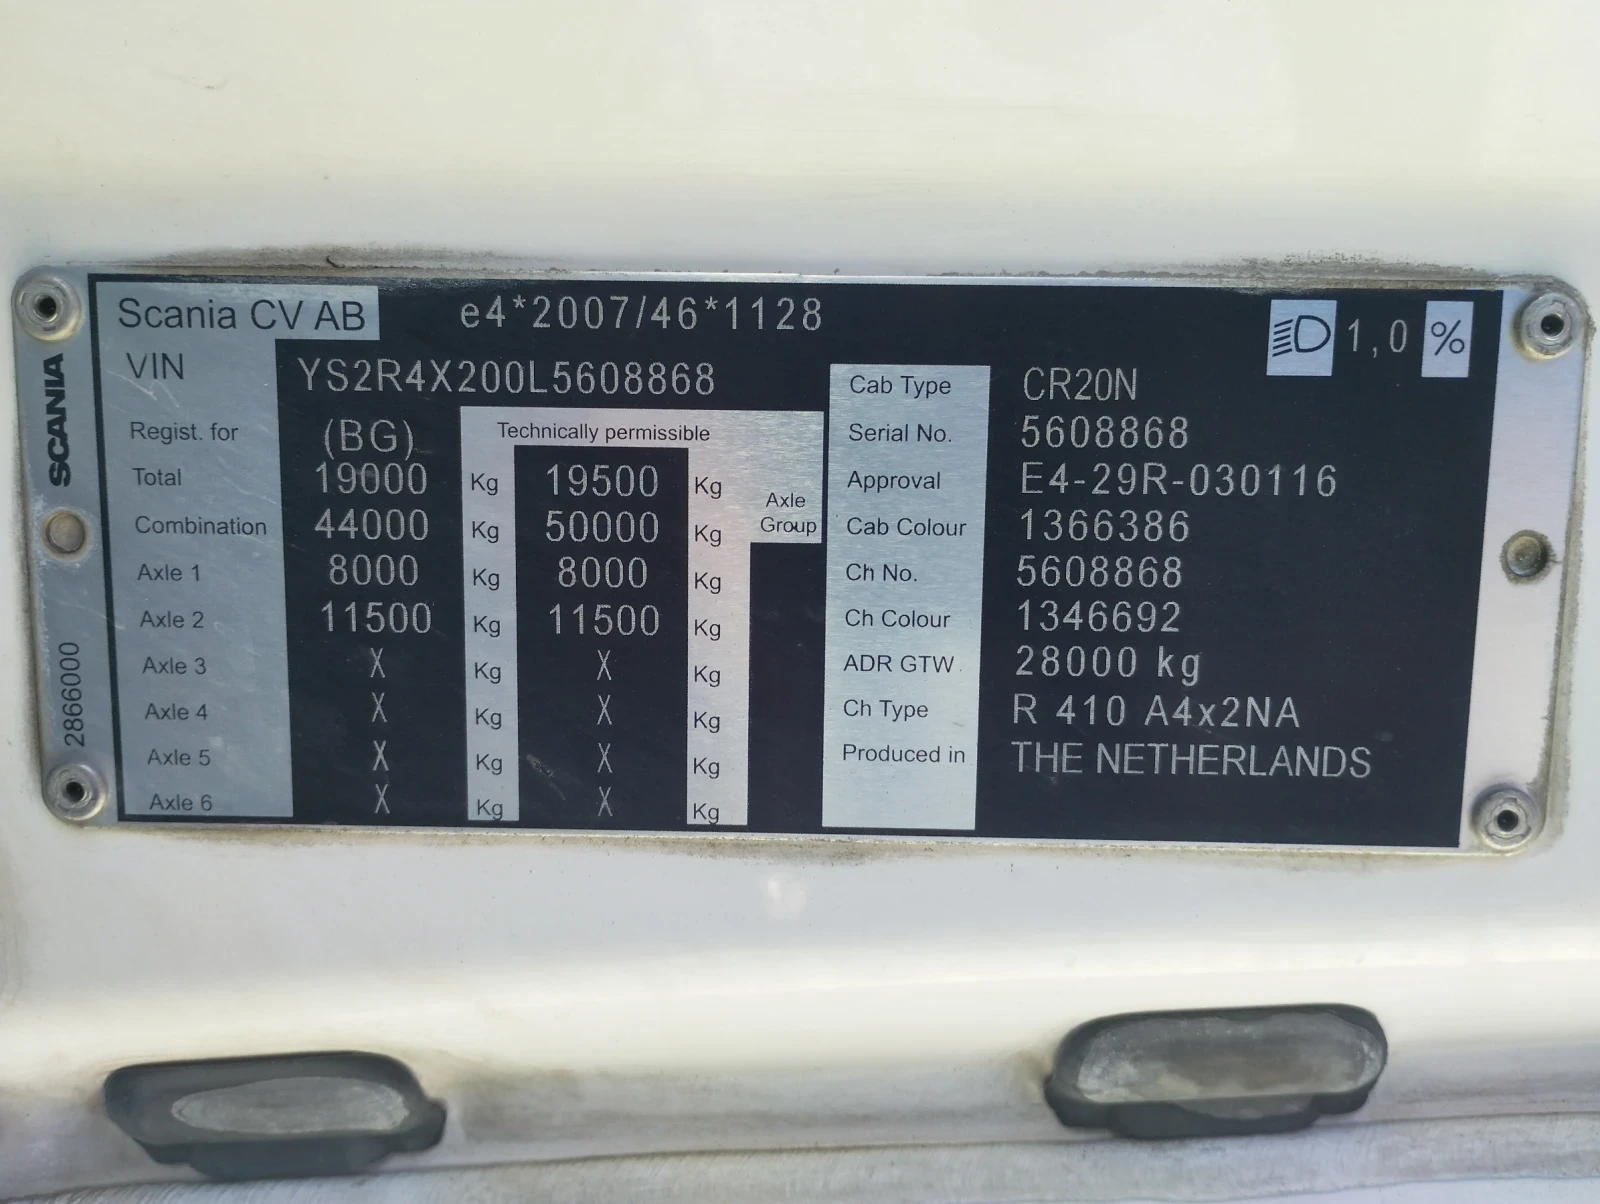 Scania CV AB e4*2007/46*1128 1,0 %
VIN YS2R4X200L5608868
Regist. for (BG) Technically permissible
Total 19000 Kg 19500 Kg
Combination 44000 Kg 50000 Kg
Axle 1 8000 Kg 8000 Kg
Axle 2 11500 Kg 11500 Kg
Axle 3 X Kg X Kg
Axle 4 X Kg X Kg
Axle 5 X Kg X Kg
Axle 6 X Kg X Kg
Axle
Group
Cab Type CR20N
Serial No. 5608868
Approval E4-29R-030116
Cab Colour 1366386
Ch No. 5608868
Ch Colour 1346692
ADR GTW 28000 kg
Ch Type R 410 A4x2NA
Produced in THE NETHERLANDS
SCANIA
2866000